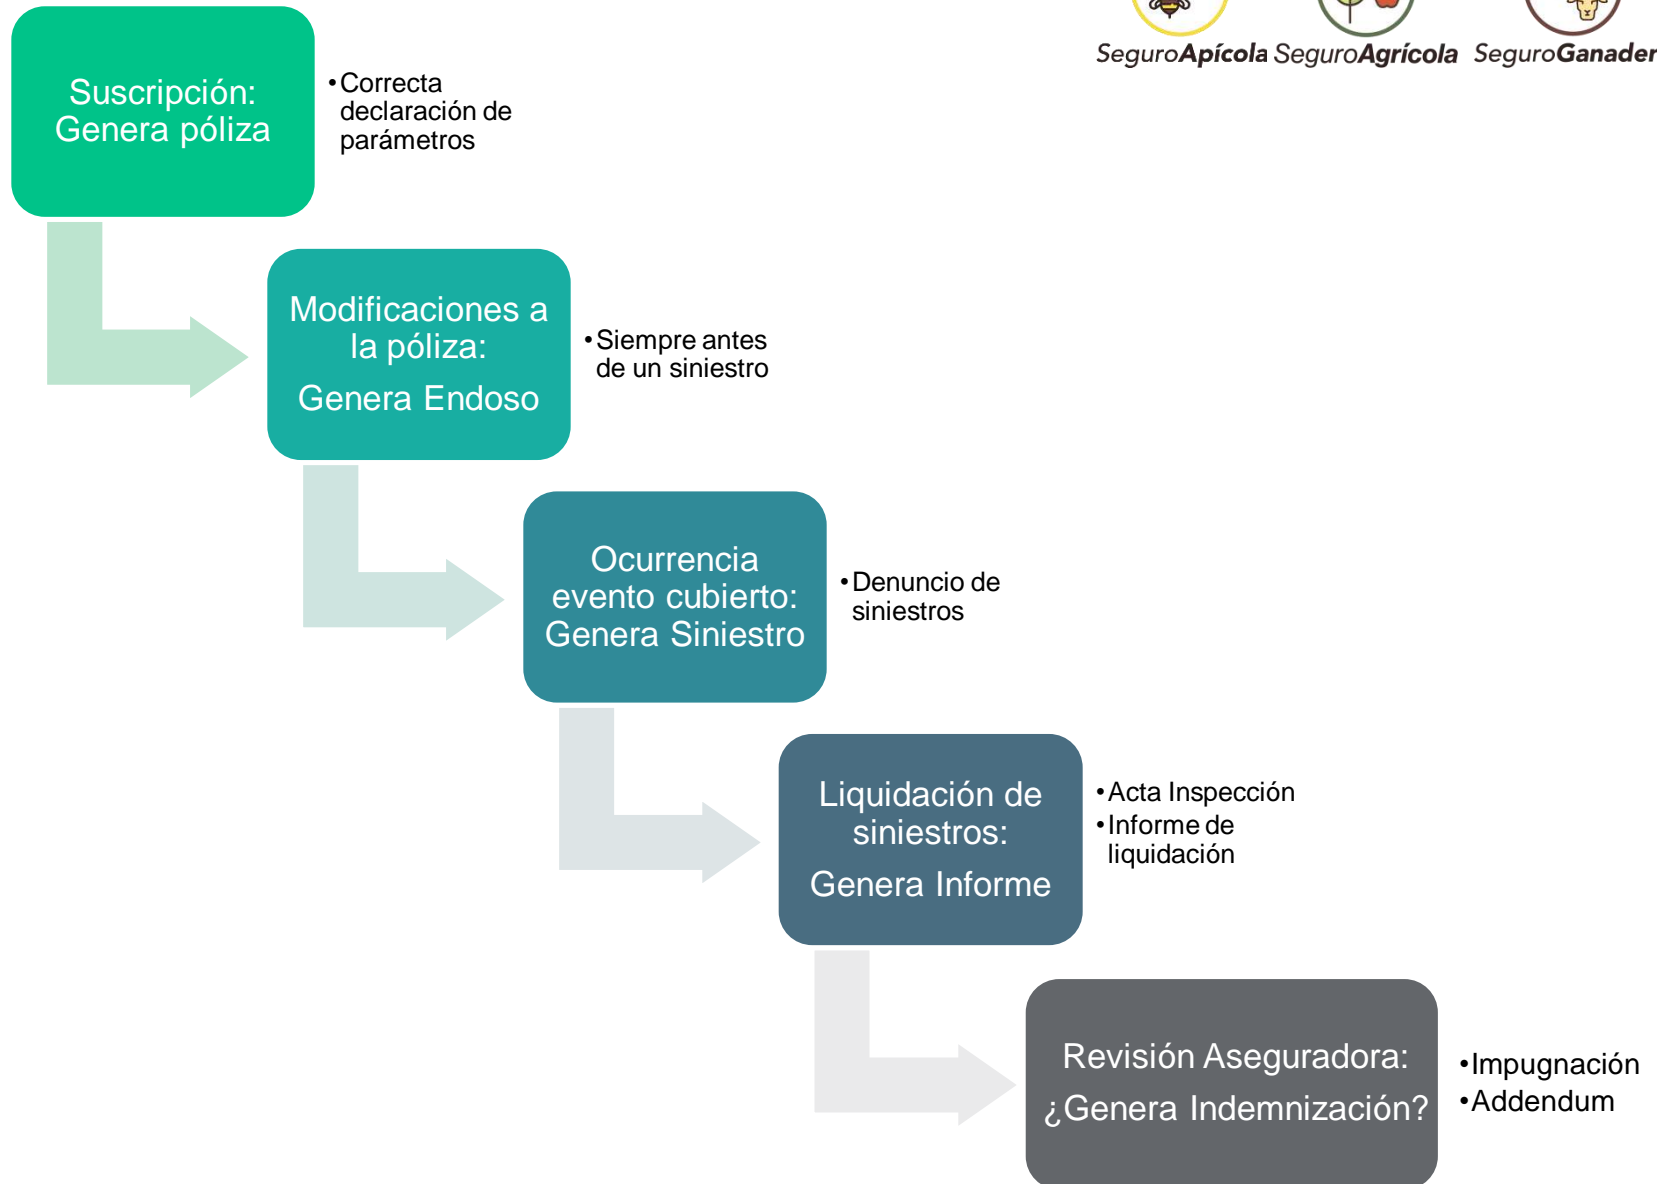 SeguroApícola SeguroAgrícola SeguroGanader
Suscripción:
Genera póliza
•Correcta
declaración de
parámetros
Modificaciones a
la póliza:
Genera Endoso
•Siempre antes
de un siniestro
Ocurrencia
evento cubierto:
Genera Siniestro
•Denuncio de
siniestros
Liquidación de
siniestros:
Genera Informe
•Acta Inspección
•Informe de
liquidación
Revisión Aseguradora:
¿Genera Indemnización?
•Impugnación
•Addendum